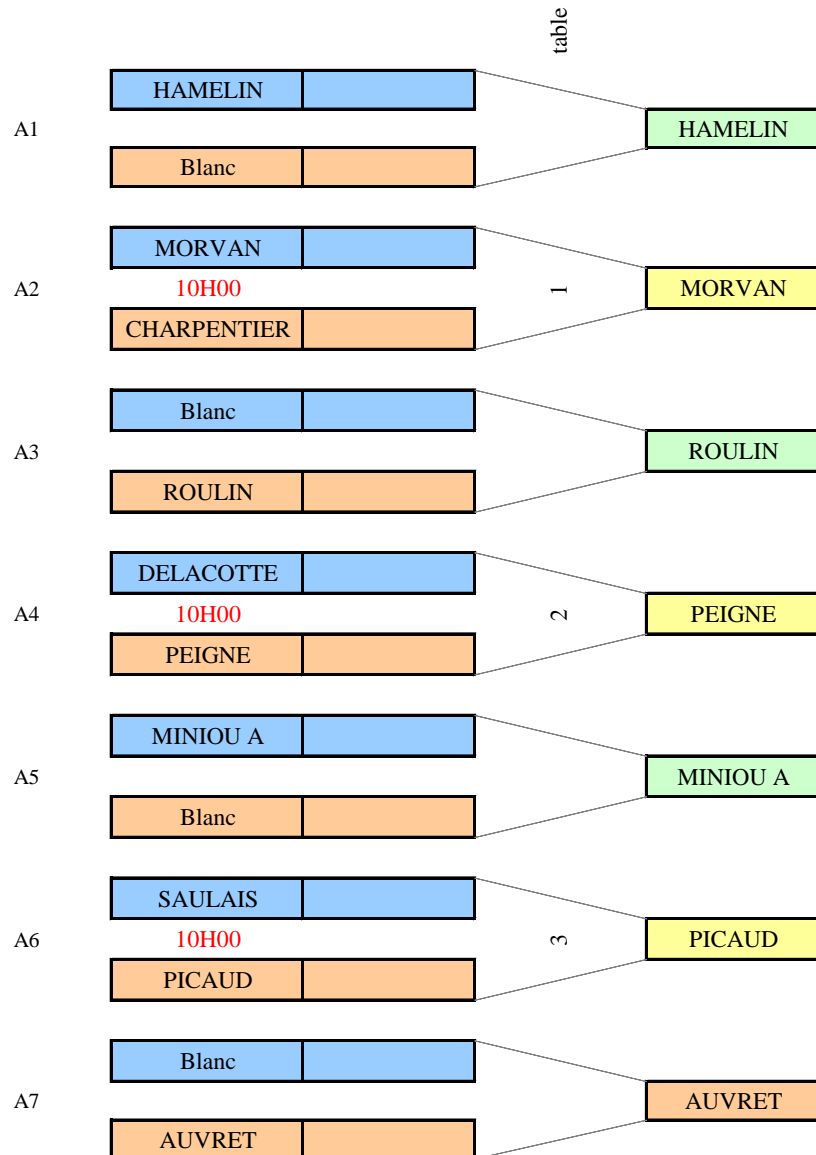 table
HAMELIN
A1
HAMELIN
Blanc
MORVAN
A2
10H00
1
MORVAN
CHARPENTIER
Blanc
A3
ROULIN
ROULIN
DELACOTTE
A4
10H00
2
PEIGNE
PEIGNE
MINIOU A
A5
MINIOU A
Blanc
SAULAIS
A6
10H00
3
PICAUD
PICAUD
Blanc
A7
AUVRET
AUVRET